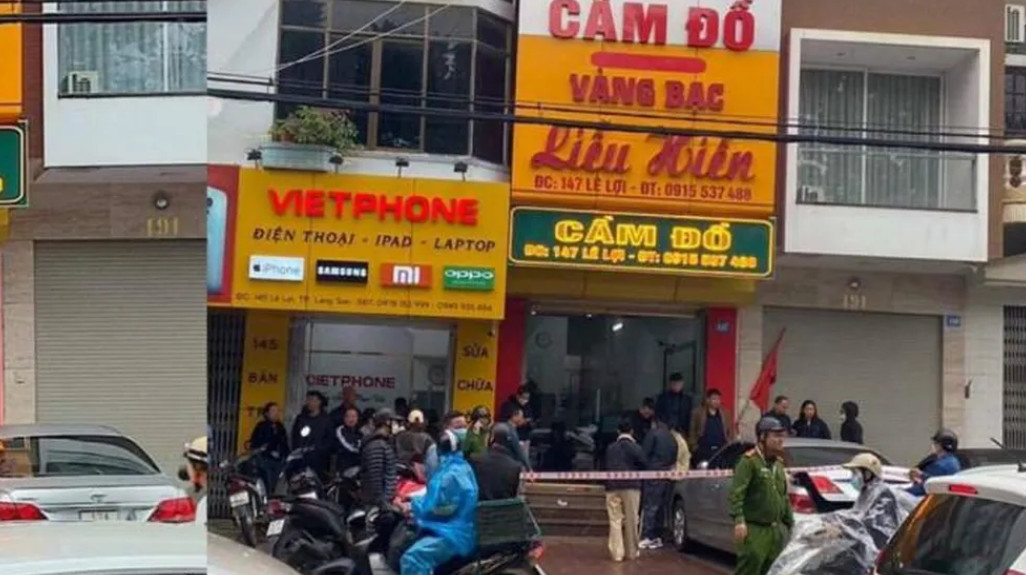 CẦM ĐỒ
VÀNG BẠC
Liễu Hiền
ĐC: 147 LÊ LỢI - ĐT: 0915 537 488
CẦM ĐỒ
ĐC: 147 LÊ LỢI - ĐT: 0915 537 488
VIETPHONE
ĐIỆN THOẠI - IPAD - LAPTOP
iPhone
SAMSUNG
mi
oppo
145
BÁN
SỬA
CHỮA
VIETPHONE
191
191